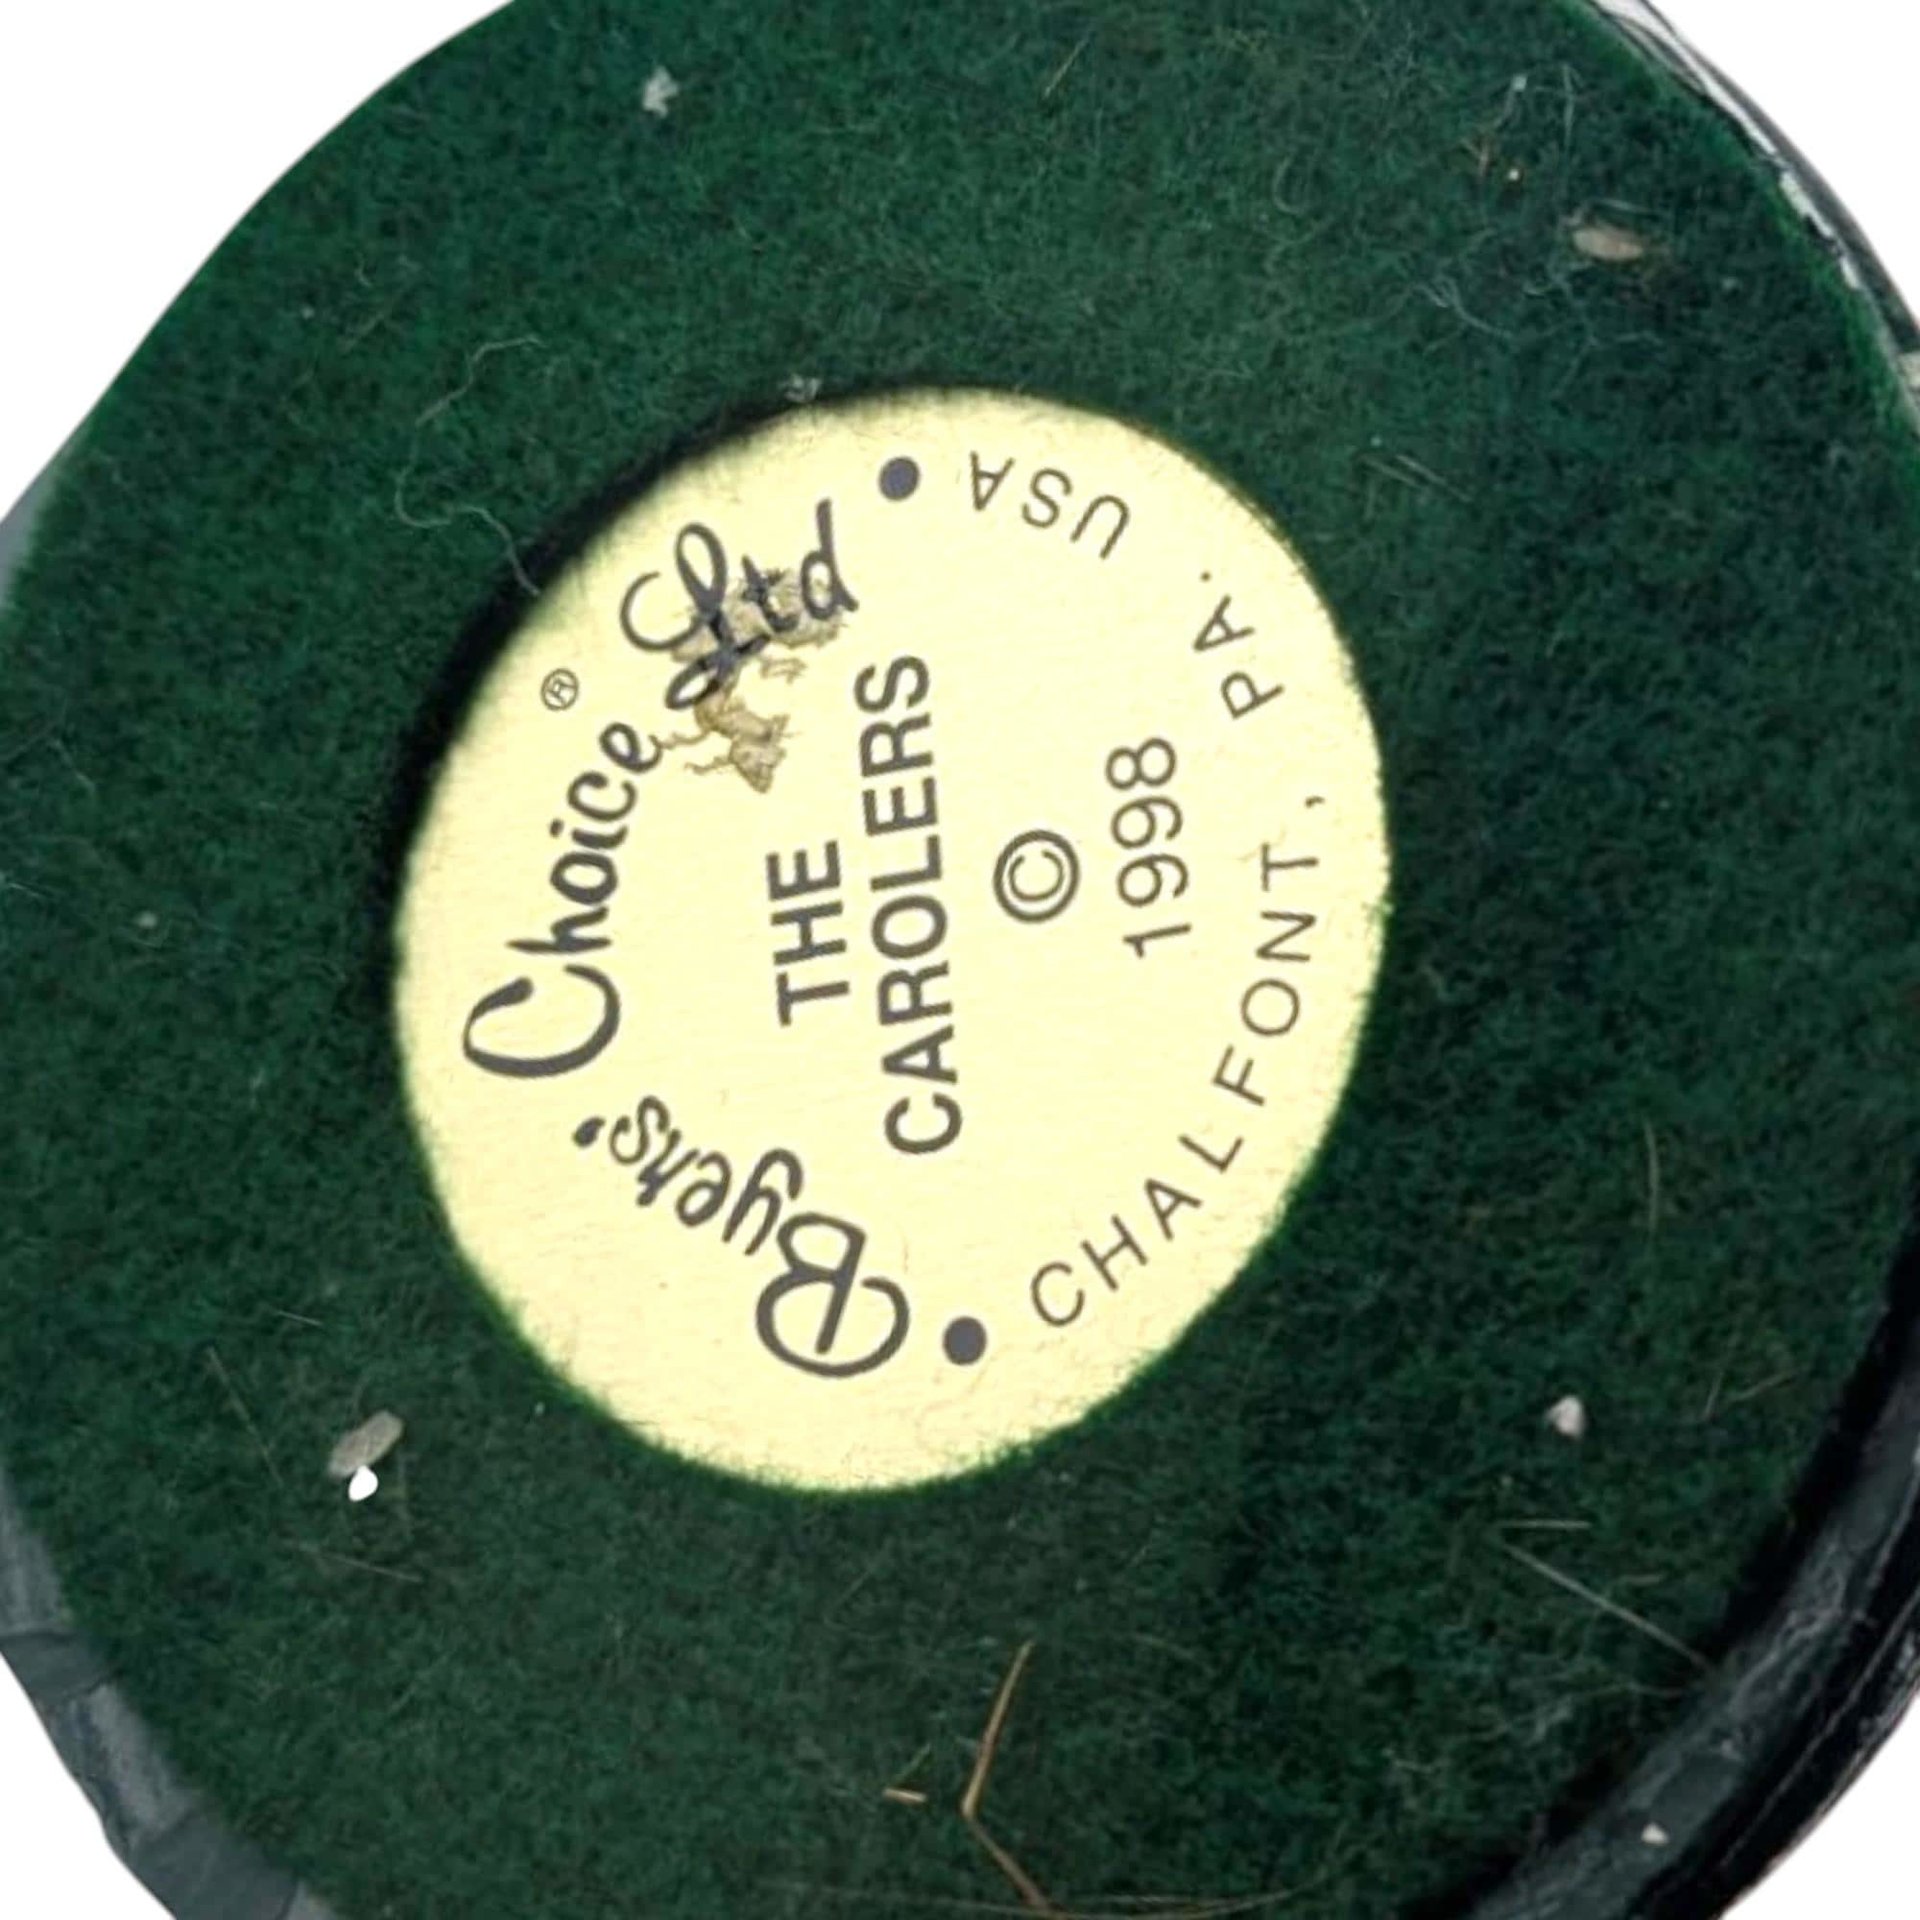 Byers' Choice® Ltd
THE
CAROLERS
©
1998
• CHALFONT, PA. USA •